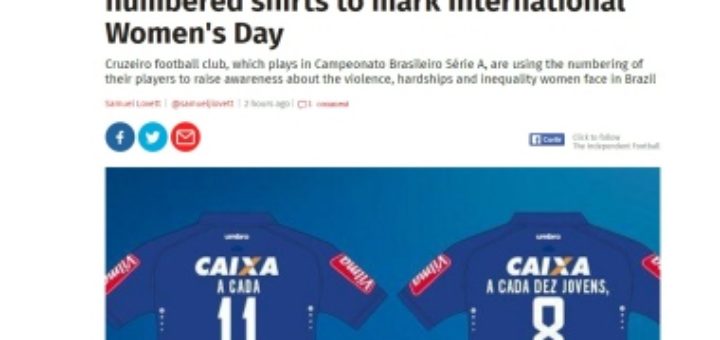 numbered shirts to mark International
Women's Day
Cruzeiro football club, which plays in Campeonato Brasileiro Série A, are using the numbering of
their players to raise awareness about the violence, hardships and inequality women face in Brazil
Samuel Lovett | @samueljlovett | 2 hours ago | 1 comment
Click to follow
The Independent Football
umbro
umbro
Vilma
CAIXA
Vilma
Vilma
CAIXA
Vilma
A CADA
A CADA DEZ JOVENS,
11
8